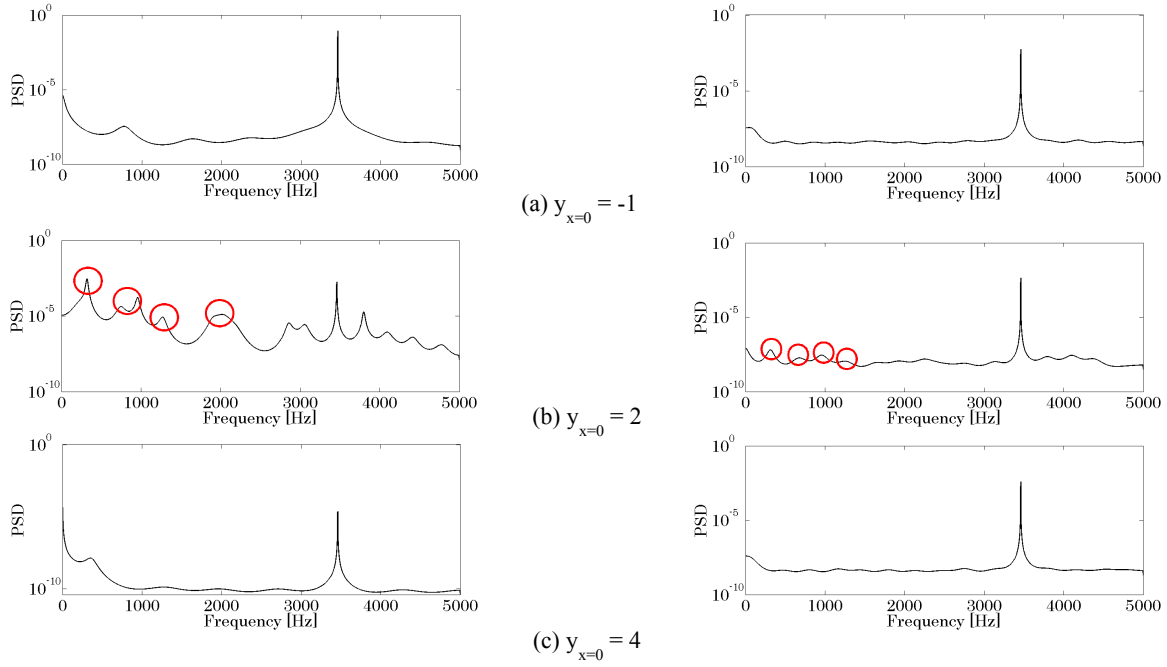 10^0 10^0
PSD 10^-5 PSD 10^-5
10^-10 10^-10
0 1000 2000 3000 4000 5000 0 1000 2000 3000 4000 5000
Frequency [Hz] Frequency [Hz]
(a) y_x=0 = -1
10^0 10^0
PSD 10^-5 PSD 10^-5
10^-10 10^-10
0 1000 2000 3000 4000 5000 0 1000 2000 3000 4000 5000
Frequency [Hz] Frequency [Hz]
(b) y_x=0 = 2
10^0 10^0
PSD PSD 10^-5
10^-10 10^-10
0 1000 2000 3000 4000 5000 0 1000 2000 3000 4000 5000
Frequency [Hz] Frequency [Hz]
(c) y_x=0 = 4